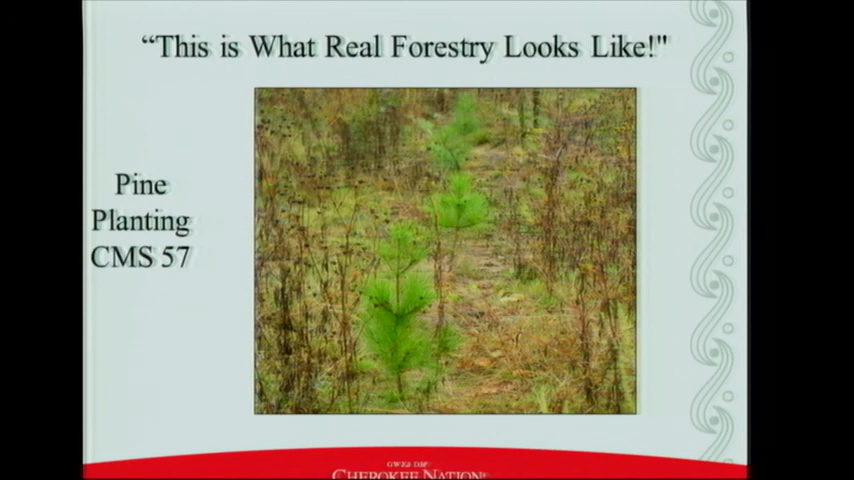 “This is What Real Forestry Looks Like!"
Pine
Planting
CMS 57
CHEROKEE NATION